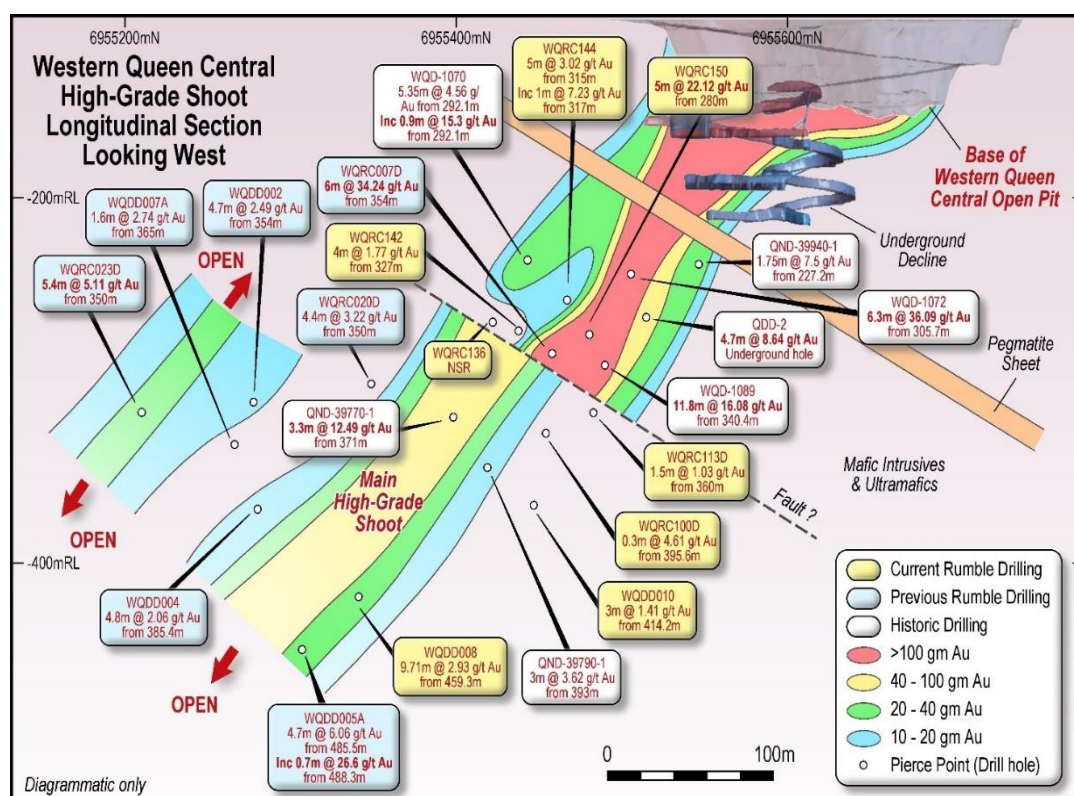 6955200mN
6955400mN
6955600mN
Western Queen Central
High-Grade Shoot
Longitudinal Section
Looking West
WQD-1070
5.35m @ 4.56 g/
Au from 292.1m
Inc 0.9m @ 15.3 g/t Au
from 292.1m
WQRC144
5m @ 3.02 g/t Au
from 315m
Inc 1m @ 7.23 g/t Au
from 317m
WQRC150
5m @ 22.12 g/t Au
from 280m
Base of
Western Queen
Central Open Pit
-200mRL
WQDD007A
1.6m @ 2.74 g/t Au
from 365m
WQDD002
4.7m @ 2.49 g/t Au
from 354m
WQRC007D
6m @ 34.24 g/t Au
from 354m
WQRC142
4m @ 1.77 g/t Au
from 327m
Underground
Decline
OPEN
WQRC023D
5.4m @ 5.11 g/t Au
from 350m
WQRC020D
4.4m @ 3.22 g/t Au
from 350m
QND-39940-1
1.75m @ 7.5 g/t Au
from 227.2m
WQD-1072
6.3m @ 36.09 g/t Au
from 305.7m
QDD-2
4.7m @ 8.64 g/t Au
Underground hole
Pegmatite
Sheet
WQRC136
NSR
WQD-1089
11.8m @ 16.08 g/t Au
from 340.4m
QND-39770-1
3.3m @ 12.49 g/t Au
from 371m
Main
High-Grade
Shoot
WQRC113D
1.5m @ 1.03 g/t Au
from 360m
Mafic Intrusives
& Ultramafics
Fault ?
OPEN
-400mRL
WQRC100D
0.3m @ 4.61 g/t Au
from 395.6m
WQDD004
4.8m @ 2.06 g/t Au
from 385.4m
WQDD010
3m @ 1.41 g/t Au
from 414.2m
WQDD008
9.71m @ 2.93 g/t Au
from 459.3m
QND-39790-1
3m @ 3.62 g/t Au
from 393m
OPEN
WQDD005A
4.7m @ 6.06 g/t Au
from 485.5m
Inc 0.7m @ 26.6 g/t Au
from 488.3m
Current Rumble Drilling
Previous Rumble Drilling
Historic Drilling
>100 gm Au
40 - 100 gm Au
20 - 40 gm Au
10 - 20 gm Au
Pierce Point (Drill hole)
0
100m
Diagrammatic only